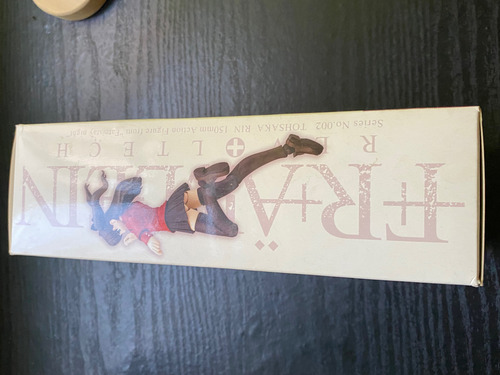 FRÄULEIN
REVOLTECH
Series No.002 TOHSAKA RIN 150mm Action Figure from "Fate/stay night"